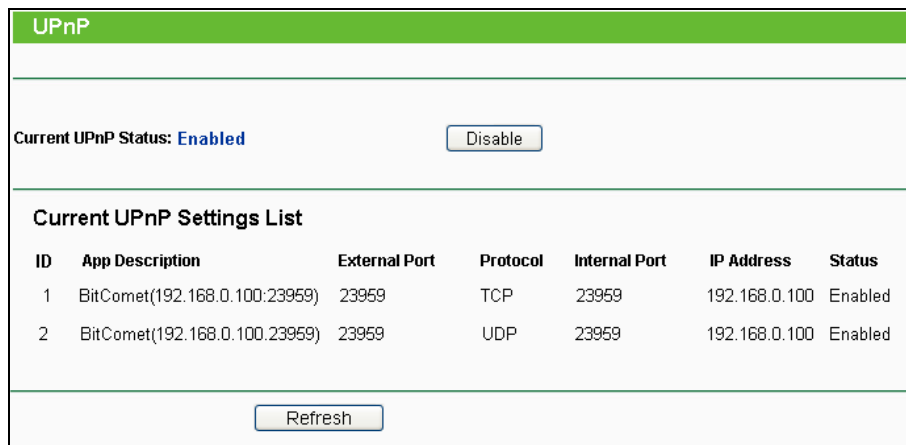 UPnP
Current UPnP Status: Enabled Disable
Current UPnP Settings List
ID App Description External Port Protocol Internal Port IP Address Status
1 BitComet(192.168.0.100:23959) 23959 TCP 23959 192.168.0.100 Enabled
2 BitComet(192.168.0.100.23959) 23959 UDP 23959 192.168.0.100 Enabled
Refresh